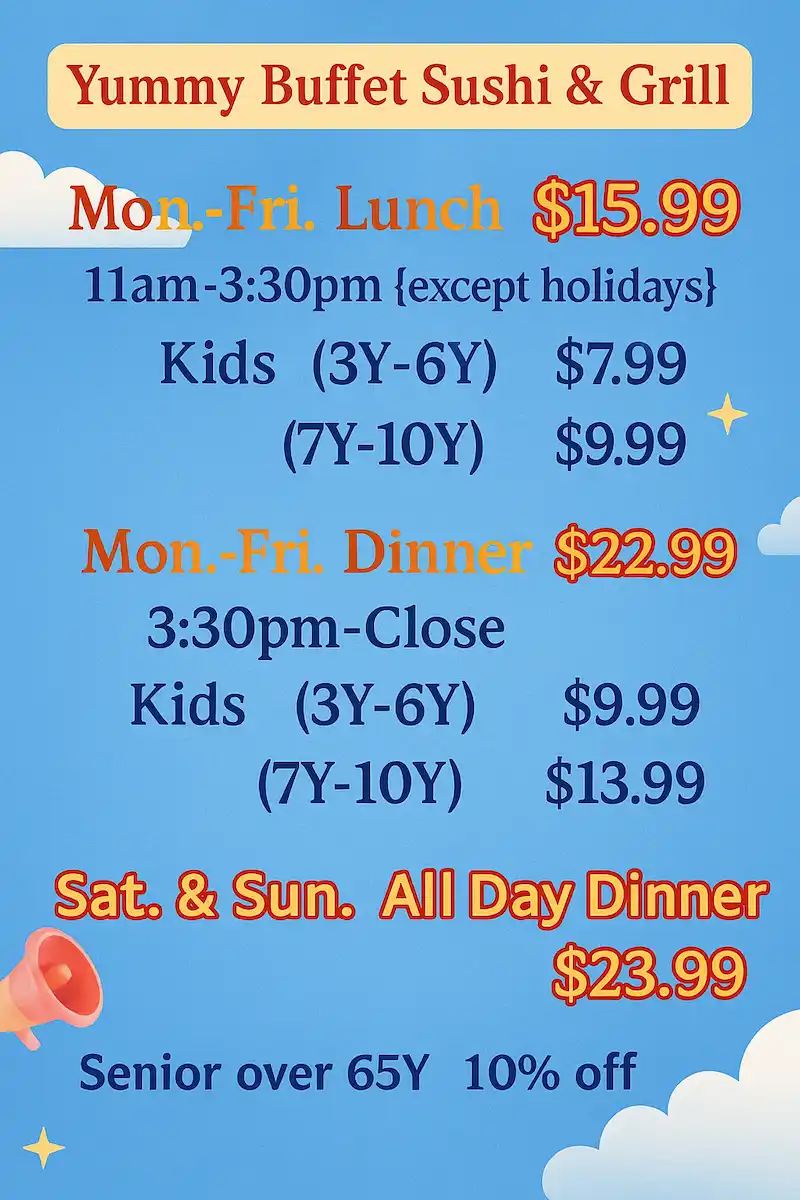 Yummy Buffet Sushi & Grill
Mon.-Fri. Lunch $15.99
11am-3:30pm {except holidays}
Kids (3Y-6Y) $7.99
(7Y-10Y) $9.99
Mon.-Fri. Dinner $22.99
3:30pm-Close
Kids (3Y-6Y) $9.99
(7Y-10Y) $13.99
Sat. & Sun. All Day Dinner
$23.99
Senior over 65Y 10% off